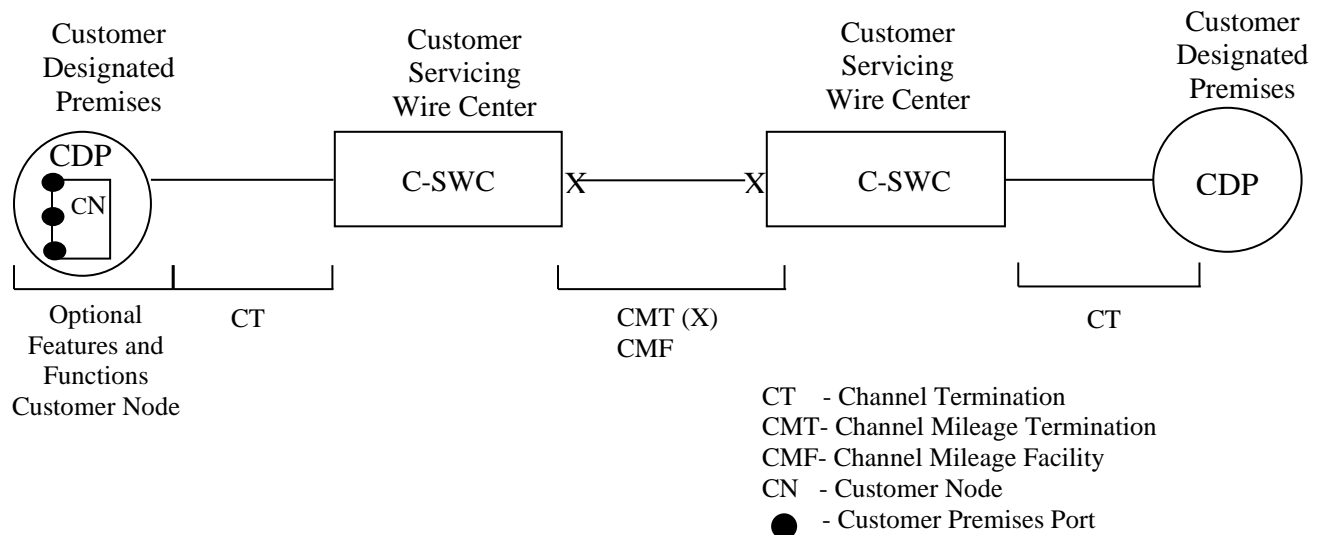 Customer
Designated
Premises
Customer
Servicing
Wire Center
Customer
Servicing
Wire Center
Customer
Designated
Premises
CDP
CN
C-SWC
X
X
C-SWC
CDP
Optional
Features and
Functions
Customer Node
CT
CMT (X)
CMF
CT
CT - Channel Termination
CMT- Channel Mileage Termination
CMF- Channel Mileage Facility
CN - Customer Node
- Customer Premises Port